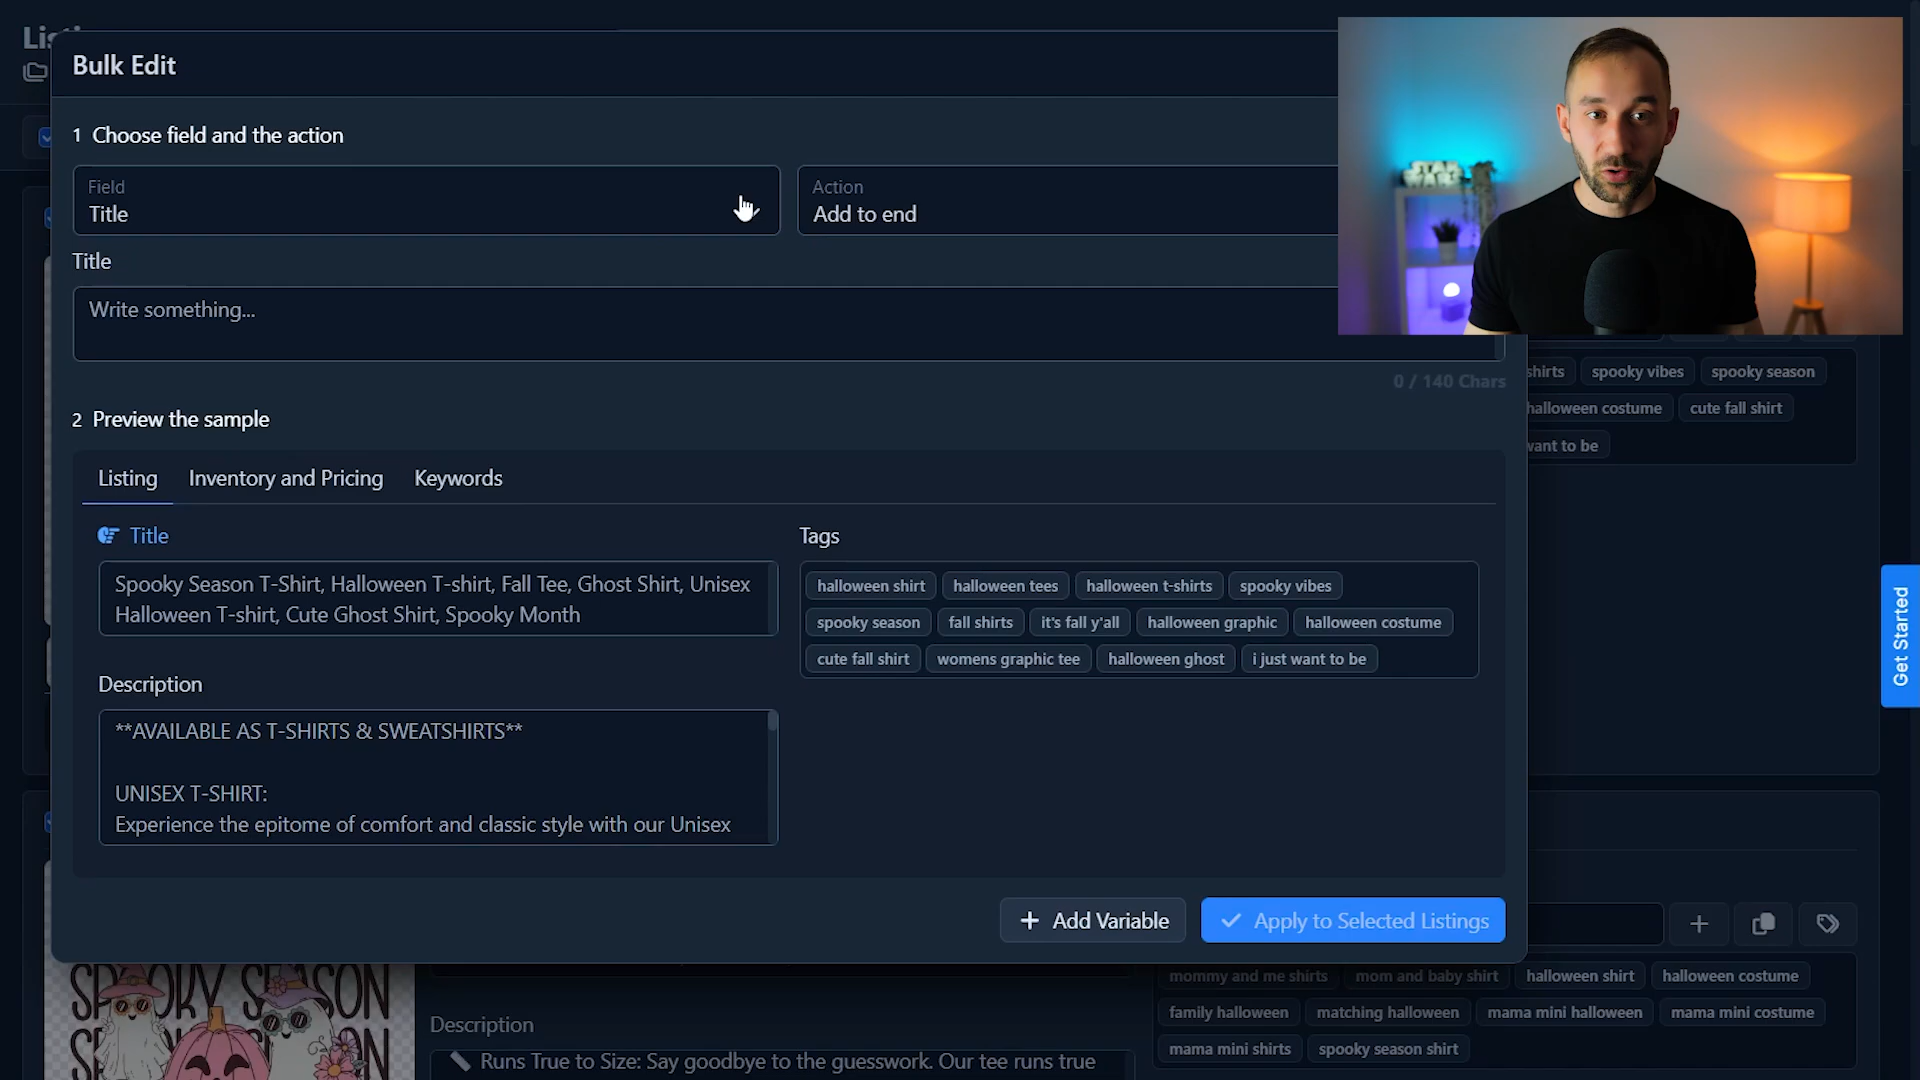 Bulk Edit
1 Choose field and the action
Field
Title
Action
Add to end
Title
Write something...
0 / 140 Chars
2 Preview the sample
Listing
Inventory and Pricing
Keywords
Title
Spooky Season T-Shirt, Halloween T-shirt, Fall Tee, Ghost Shirt, Unisex
Halloween T-shirt, Cute Ghost Shirt, Spooky Month
Description
**AVAILABLE AS T-SHIRTS & SWEATSHIRTS**
UNISEX T-SHIRT:
Experience the epitome of comfort and classic style with our Unisex
Tags
halloween shirt halloween tees halloween t-shirts spooky vibes
spooky season fall shirts it's fall y'all halloween graphic halloween costume
cute fall shirt womens graphic tee halloween ghost i just want to be
+ Add Variable
Apply to Selected Listings
shirts spooky vibes spooky season
halloween costume cute fall shirt
want to be
Get Started
mommy and me shirts mom and baby shirt halloween shirt halloween costume
family halloween matching halloween mama mini halloween mama mini costume
mama mini shirts spooky season shirt
Description
Runs True to Size: Say goodbye to the guesswork. Our tee runs true
SPOOKY SEASON